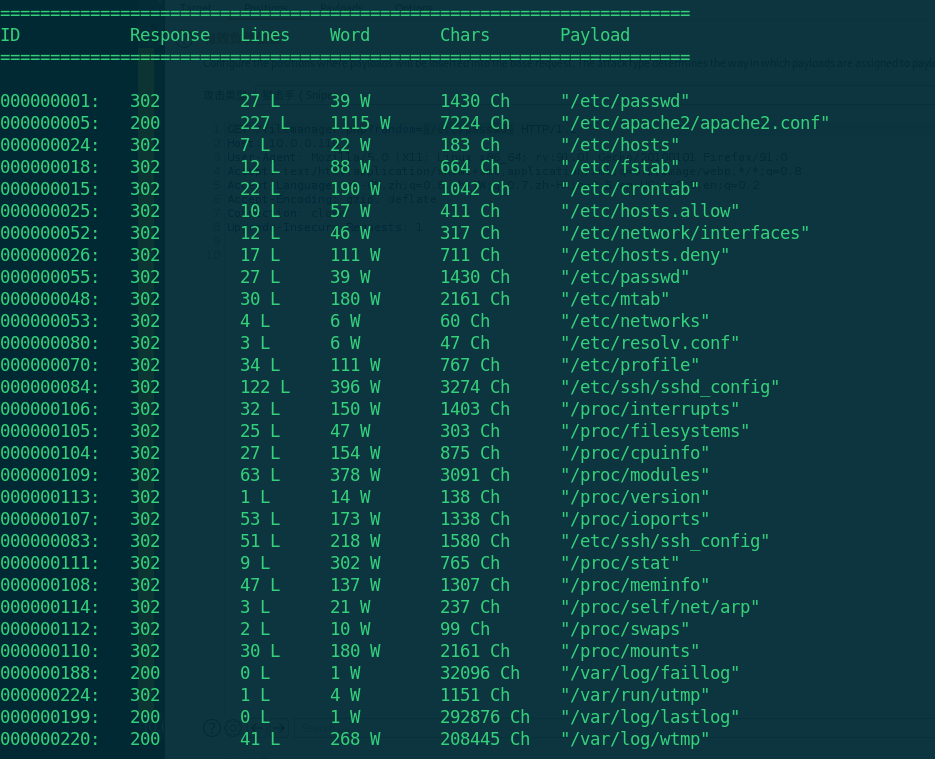 ==================================================================
ID Response Lines Word Chars Payload
==================================================================
000000001: 302 27 L 39 W 1430 Ch "/etc/passwd"
000000005: 200 227 L 1115 W 7224 Ch "/etc/apache2/apache2.conf"
000000024: 302 7 L 22 W 183 Ch "/etc/hosts"
000000018: 302 12 L 88 W 664 Ch "/etc/fstab"
000000015: 302 22 L 190 W 1042 Ch "/etc/crontab"
000000025: 302 10 L 57 W 411 Ch "/etc/hosts.allow"
000000052: 302 12 L 46 W 317 Ch "/etc/network/interfaces"
000000026: 302 17 L 111 W 711 Ch "/etc/hosts.deny"
000000055: 302 27 L 39 W 1430 Ch "/etc/passwd"
000000048: 302 30 L 180 W 2161 Ch "/etc/mtab"
000000053: 302 4 L 6 W 60 Ch "/etc/networks"
000000080: 302 3 L 6 W 47 Ch "/etc/resolv.conf"
000000070: 302 34 L 111 W 767 Ch "/etc/profile"
000000084: 302 122 L 396 W 3274 Ch "/etc/ssh/sshd_config"
000000106: 302 32 L 150 W 1403 Ch "/proc/interrupts"
000000105: 302 25 L 47 W 303 Ch "/proc/filesystems"
000000104: 302 27 L 154 W 875 Ch "/proc/cpuinfo"
000000109: 302 63 L 378 W 3091 Ch "/proc/modules"
000000113: 302 1 L 14 W 138 Ch "/proc/version"
000000107: 302 53 L 173 W 1338 Ch "/proc/ioports"
000000083: 302 51 L 218 W 1580 Ch "/etc/ssh/ssh_config"
000000111: 302 9 L 302 W 765 Ch "/proc/stat"
000000108: 302 47 L 137 W 1307 Ch "/proc/meminfo"
000000114: 302 3 L 21 W 237 Ch "/proc/self/net/arp"
000000112: 302 2 L 10 W 99 Ch "/proc/swaps"
000000110: 302 30 L 180 W 2161 Ch "/proc/mounts"
000000188: 200 0 L 1 W 32096 Ch "/var/log/faillog"
000000224: 302 1 L 4 W 1151 Ch "/var/run/utmp"
000000199: 200 0 L 1 W 292876 Ch "/var/log/lastlog"
000000220: 200 41 L 268 W 208445 Ch "/var/log/wtmp"